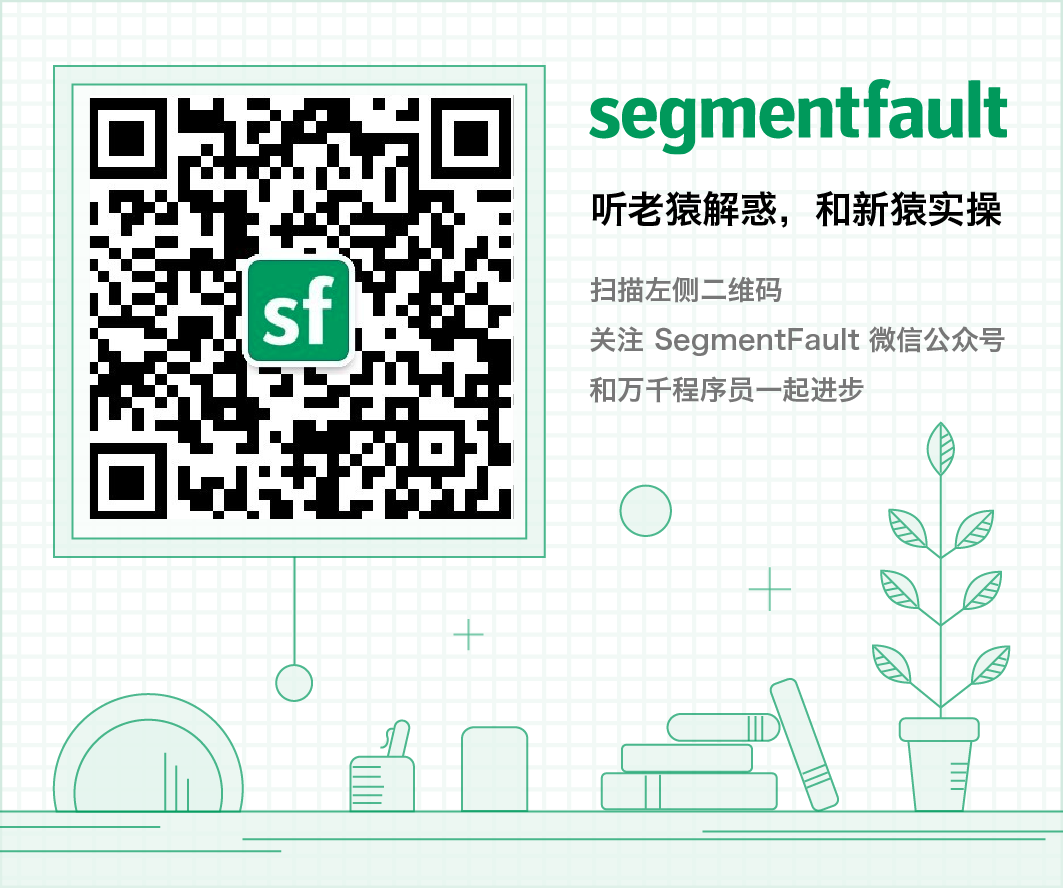 sf
segmentfault
听老猿解惑，和新猿实操
扫描左侧二维码
关注 SegmentFault 微信公众号
和万千程序员一起进步